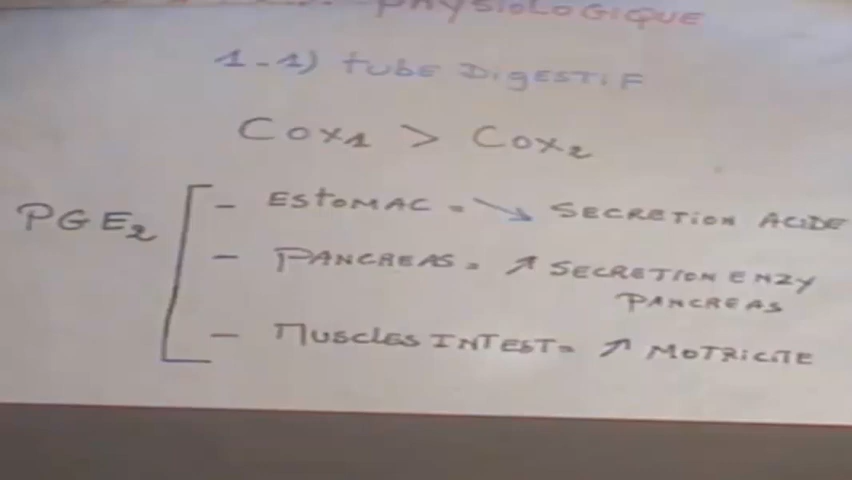 PHYSIOLOGIQUE
1-1) TUBE DIGESTIF
COX1 > COX2
PGE2
- ESTOMAC = ↘ SECRETION ACIDE
- PANCREAS = ↗ SECRETION ENZY
PANCREAS
- MUSCLES INTEST = ↗ MOTRICITE